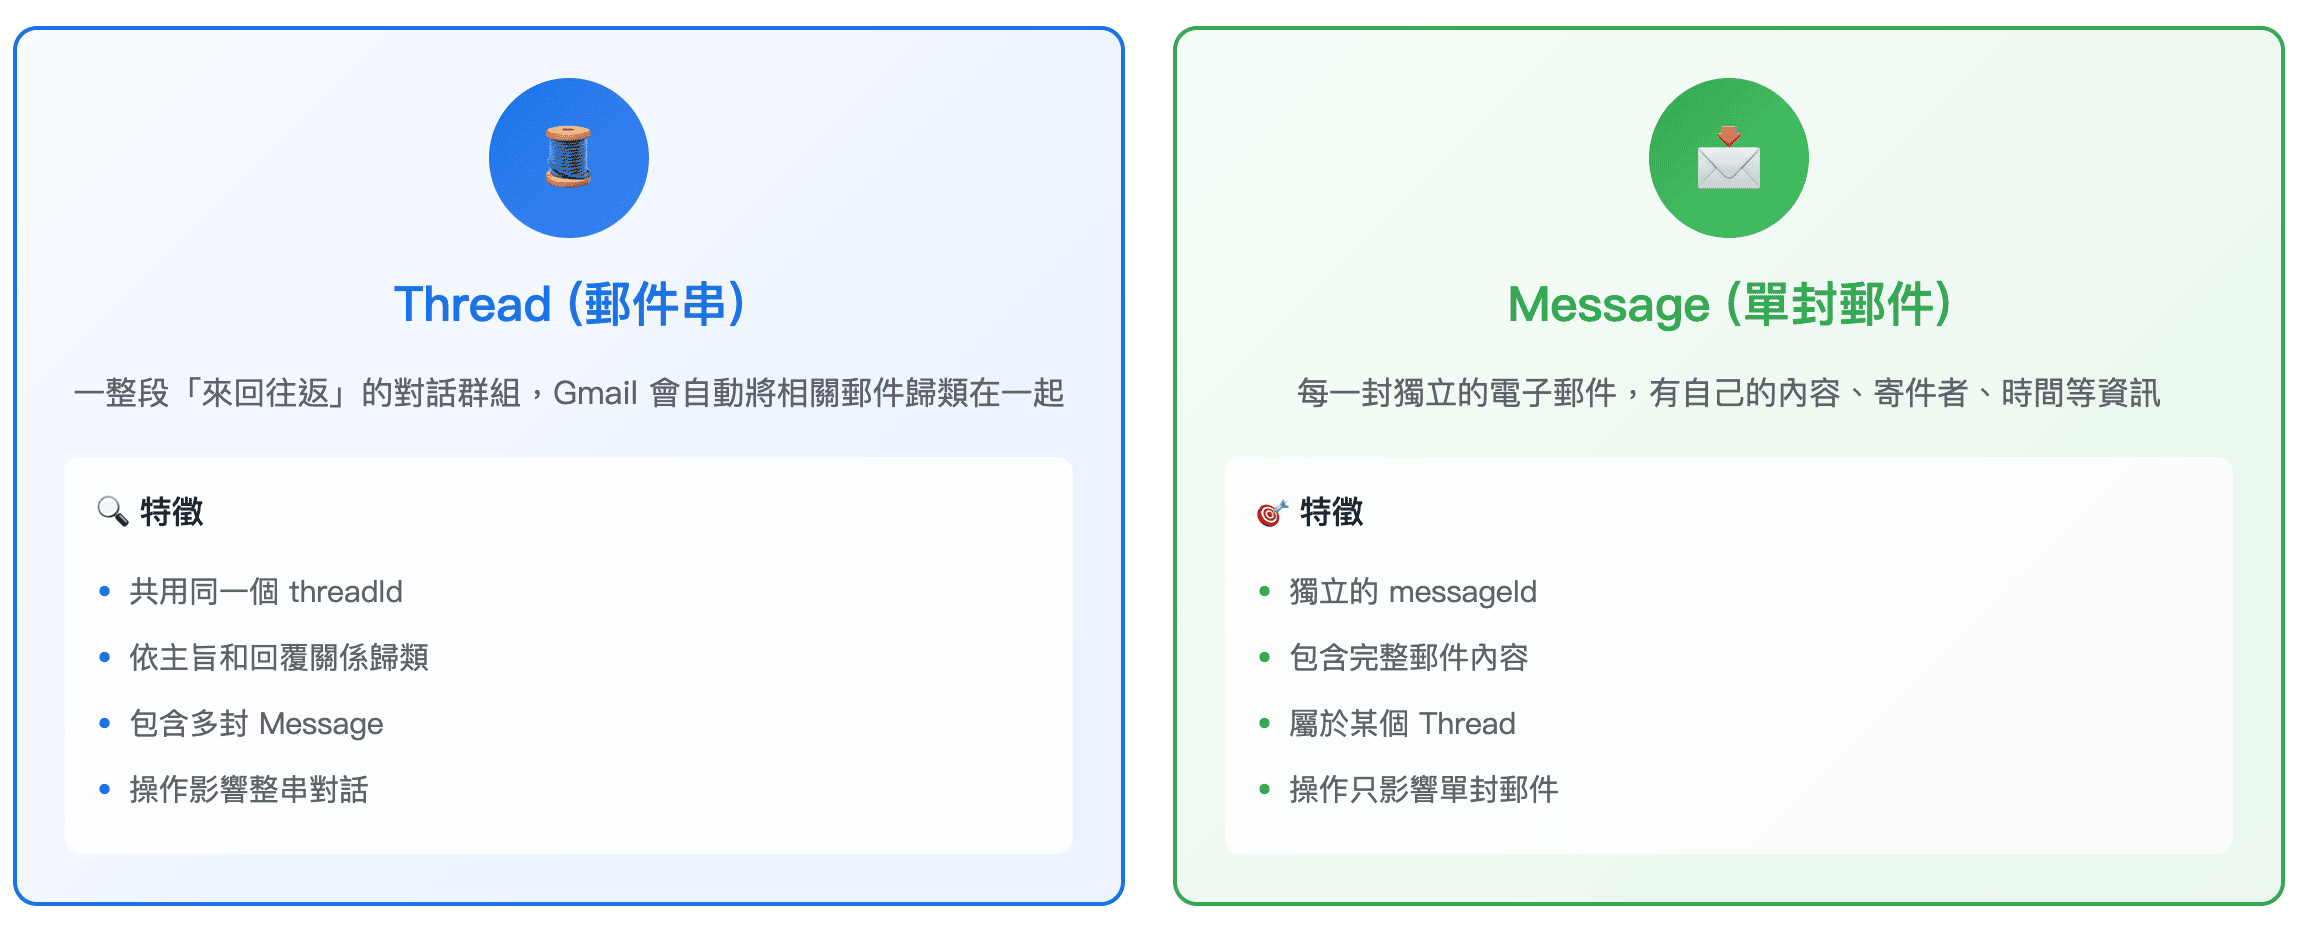 Thread (郵件串)
一整段「來回往返」的對話群組，Gmail 會自動將相關郵件歸類在一起
特徵
共用同一個 threadId
依主旨和回覆關係歸類
包含多封 Message
操作影響整串對話
Message (單封郵件)
每一封獨立的電子郵件，有自己的內容、寄件者、時間等資訊
特徵
獨立的 messageId
包含完整郵件內容
屬於某個 Thread
操作只影響單封郵件